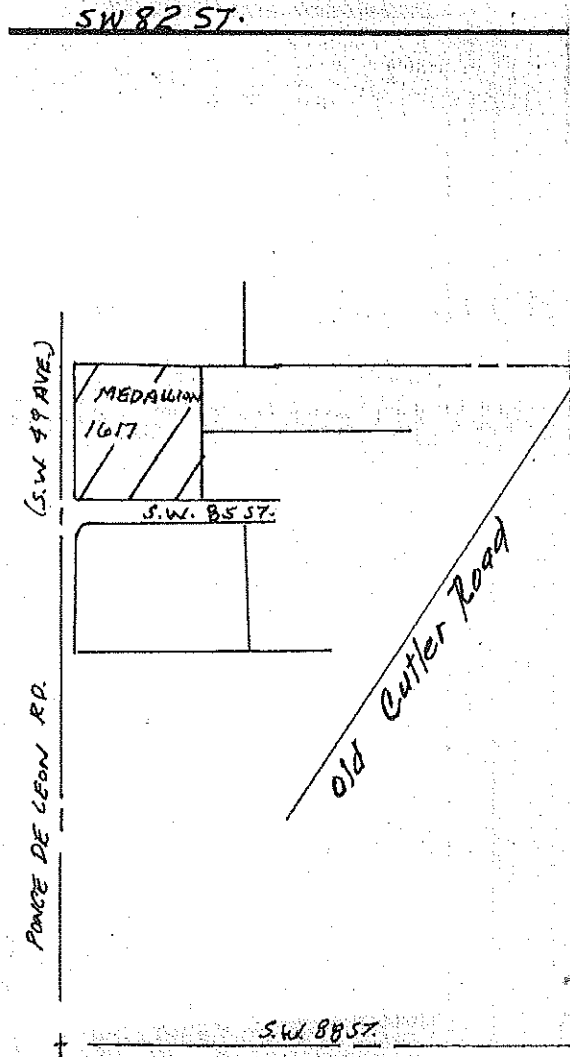 SW 82 ST.
(S.W 49 AVE.)
MEDALLION
1617
S.W. 85 ST.
Old Cutler Road
PONCE DE LEON RD.
S.W. 88 ST.